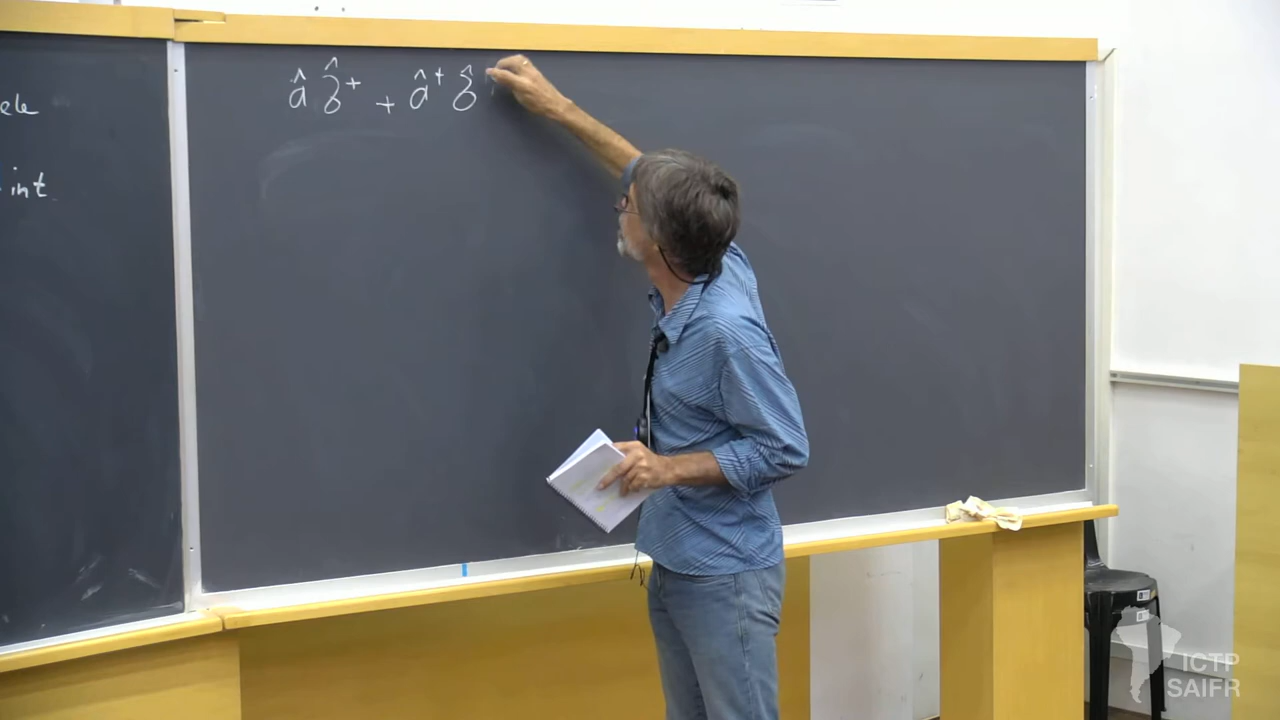 ele
int
â σ̂⁺ + â⁺ σ̂
ICTP
SAIFR